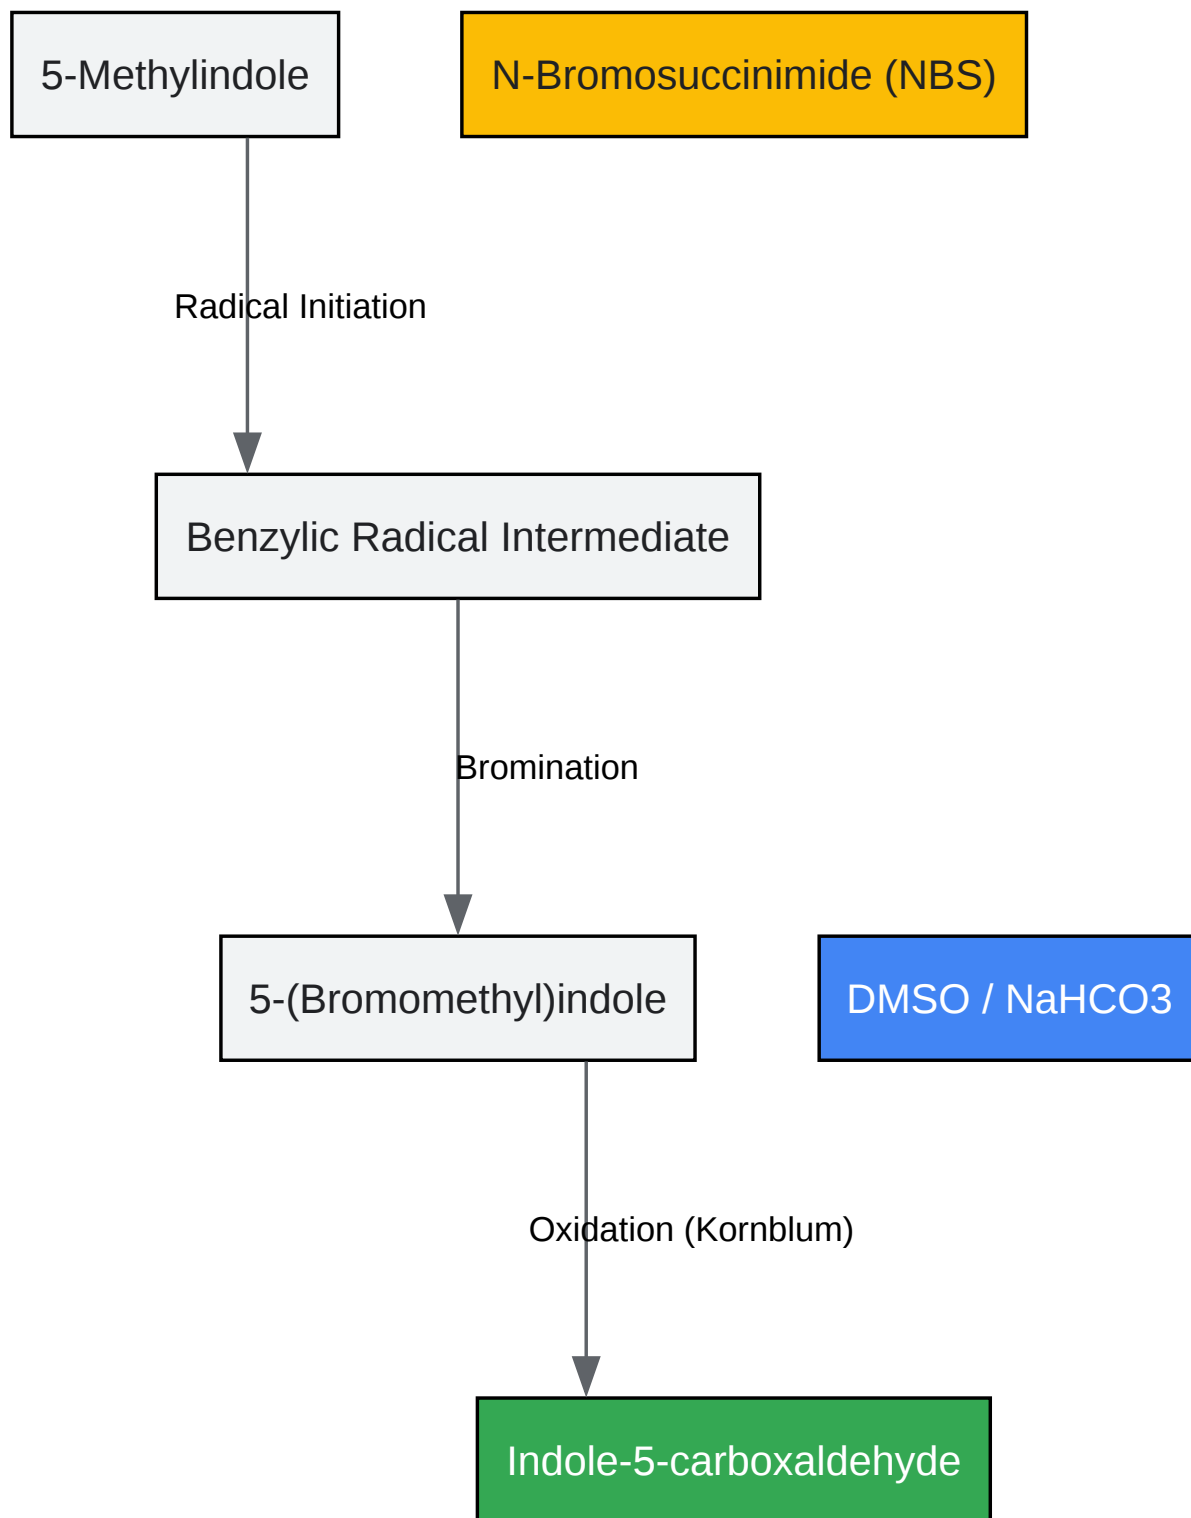 5-Methylindole
N-Bromosuccinimide (NBS)
Radical Initiation
Benzylic Radical Intermediate
Bromination
5-(Bromomethyl)indole
DMSO / NaHCO3
Oxidation (Kornblum)
Indole-5-carboxaldehyde